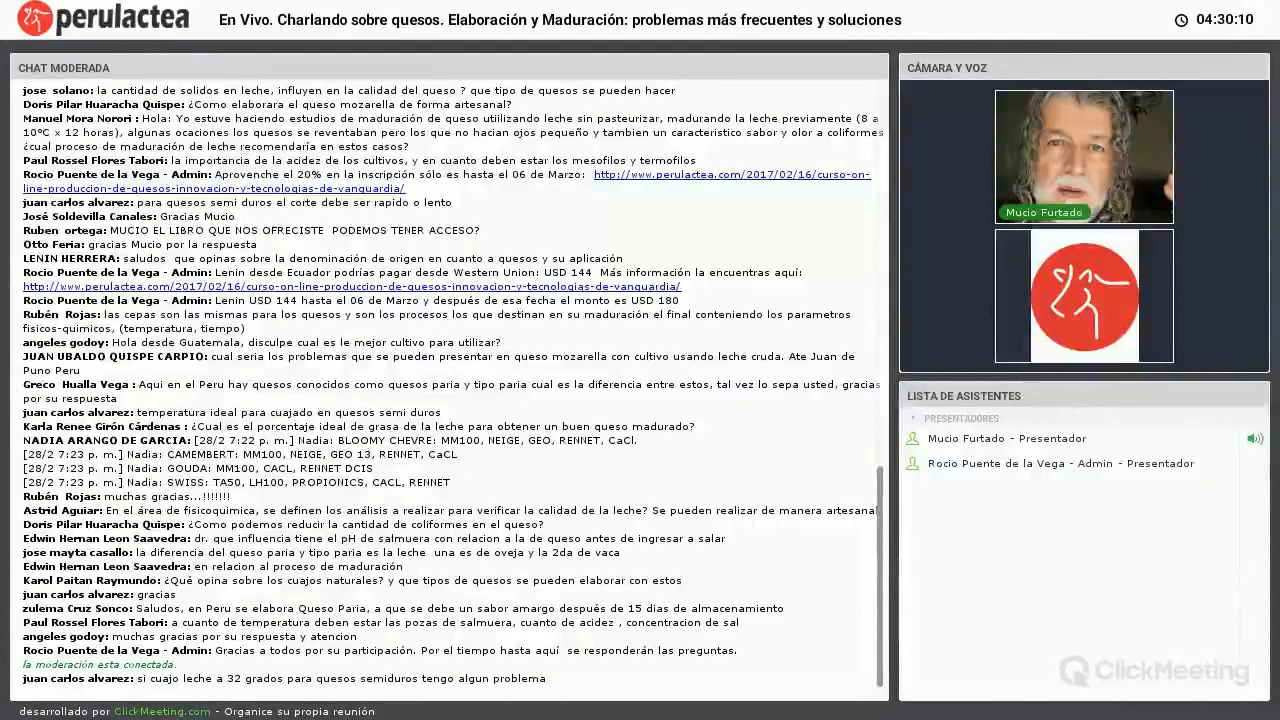 perulactea
En Vivo. Charlando sobre quesos. Elaboración y Maduración: problemas más frecuentes y soluciones
04:30:10
CHAT MODERADA
jose solano: la cantidad de solidos en leche, influyen en la calidad del queso ? que tipo de quesos se pueden hacer
Doris Pilar Huaracha Quispe: ¿Como elaborara el queso mozarella de forma artesanal?
Manuel Mora Norori : Hola: Yo estuve haciendo estudios de maduración de queso utiilizando leche sin pasteurizar, madurando la leche previamente (8 a
10ºC x 12 horas), algunas ocaciones los quesos se reventaban pero los que no hacian ojos pequeño y tambien un caracteristico sabor y olor a coliformes
¿cual proceso de maduración de leche recomendaría en estos casos?
Paul Rossel Flores Tabori: la importancia de la acidez de los cultivos, y en cuanto deben estar los mesofilos y termofilos
Rocio Puente de la Vega - Admin: Aprovenche el 20% en la inscripción sólo es hasta el 06 de Marzo: http://www.perulactea.com/2017/02/16/curso-on-
line-produccion-de-quesos-innovacion-y-tecnologias-de-vanguardia/
juan carlos alvarez: para quesos semi duros el corte debe ser rapido o lento
José Soldevilla Canales: Gracias Mucio
Ruben ortega: MUCIO EL LIBRO QUE NOS OFRECISTE PODEMOS TENER ACCESO?
Otto Feria: gracias Mucio por la respuesta
LENIN HERRERA: saludos que opinas sobre la denominación de origen en cuanto a quesos y su aplicación
Rocio Puente de la Vega - Admin: Lenin desde Ecuador podrías pagar desde Western Union: USD 144 Más información la encuentras aquí:
http://www.perulactea.com/2017/02/16/curso-on-line-produccion-de-quesos-innovacion-y-tecnologias-de-vanguardia/
Rocio Puente de la Vega - Admin: Lenin USD 144 hasta el 06 de Marzo y después de esa fecha el monto es USD 180
Rubén Rojas: las cepas son las mismas para los quesos y son los procesos los que destinan en su maduración el final conteniendo los parametros
fisicos-quimicos, (temperatura, tiempo)
angeles godoy: Hola desde Guatemala, disculpe cual es le mejor cultivo para utilizar?
JUAN UBALDO QUISPE CARPIO: cual seria los problemas que se pueden presentar en queso mozarella con cultivo usando leche cruda. Ate Juan de
Puno Peru
Greco Hualla Vega : Aqui en el Peru hay quesos conocidos como quesos paria y tipo paria cual es la diferencia entre estos, tal vez lo sepa usted, gracias
por su respuesta
juan carlos alvarez: temperatura ideal para cuajado en quesos semi duros
Karla Renee Girón Cárdenas : ¿Cual es el porcetaje ideal de grasa de la leche para obtener un buen queso madurado?
NADIA ARANGO DE GARCIA: [28/2 7:22 p. m.] Nadia: BLOOMY CHEVRE: MM100, NEIGE, GEO, RENNET, CaCl.
[28/2 7:23 p. m.] Nadia: CAMEMBERT: MM100, NEIGE, GEO 13, RENNET, CaCL
[28/2 7:23 p. m.] Nadia: GOUDA: MM100, CACL, RENNET DCIS
[28/2 7:23 p. m.] Nadia: SWISS: TA50, LH100, PROPIONICS, CACL, RENNET
Rubén Rojas: muchas gracias...!!!!!!!
Astrid Aguiar: En el área de fisicoquimica, se definen los análisis a realizar para verificar la calidad de la leche? Se pueden realizar de manera artesanal
Doris Pilar Huaracha Quispe: ¿Como podemos reducir la cantidad de coliformes en el queso?
Edwin Hernan Leon Saavedra: dr. que influencia tiene el pH de salmuera con relacion a la de queso antes de ingresar a salar
jose mayta casallo: la diferencia del queso paria y tipo paria es la leche una es de oveja y la 2da de vaca
Edwin Hernan Leon Saavedra: en relacion al proceso de maduración
Karol Paitan Raymundo: ¿Qué opina sobre los cuajos naturales? y que tipos de quesos se pueden elaborar con estos
juan carlos alvarez: gracias
zulema Cruz Sonco: Saludos, en Peru se elabora Queso Paria, a que se debe un sabor amargo después de 15 dias de almacenamiento
Paul Rossel Flores Tabori: a cuanto de temperatura deben estar las pozas de salmuera, cuanto de acidez , concentracion de sal
angeles godoy: muchas gracias por su respuesta y atencion
Rocio Puente de la Vega - Admin: Gracias a todos por su participación. Por el tiempo hasta aquí se responderán las preguntas.
la moderación esta conectada.
juan carlos alvarez: si cuajo leche a 32 grados para quesos semiduros tengo algun problema
CÁMARA Y VOZ
Mucio Furtado
LISTA DE ASISTENTES
PRESENTADORES
Mucio Furtado - Presentador
Rocio Puente de la Vega - Admin - Presentador
ClickMeeting
desarrollado por ClickMeeting.com - Organice su propia reunión